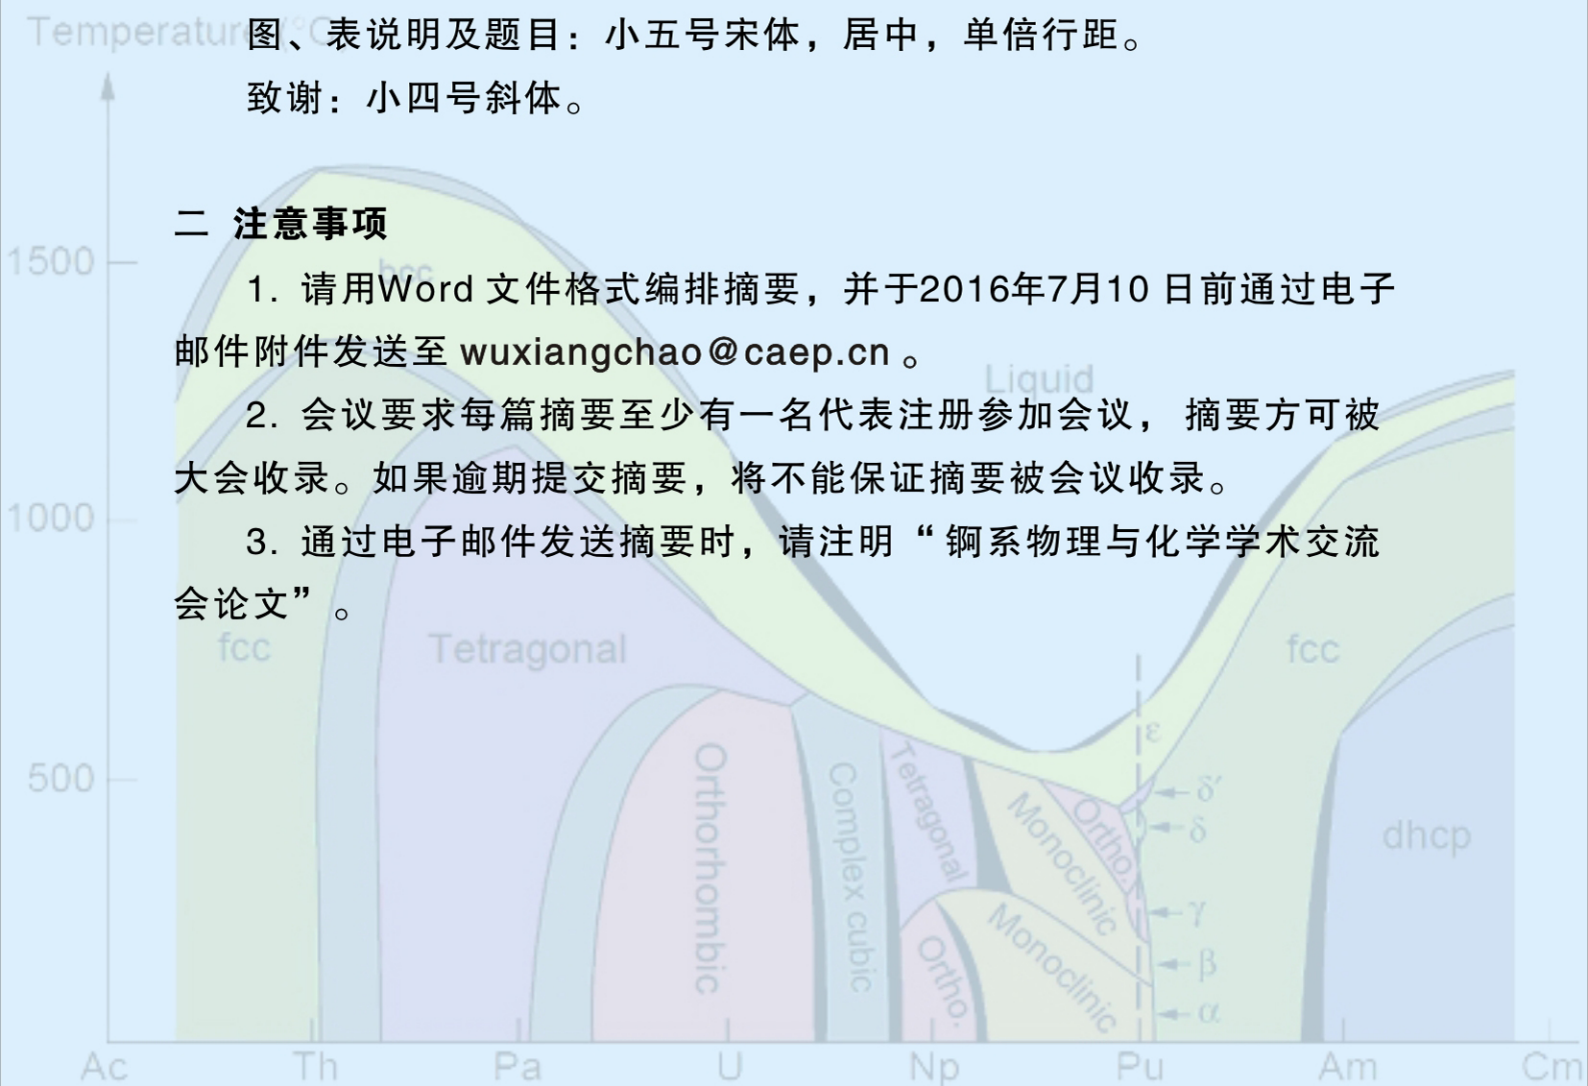 Temperature (°C
图、表说明及题目：小五号宋体，居中，单倍行距。
致谢：小四号斜体。
二 注意事项
1500
bcc
1. 请用Word 文件格式编排摘要，并于2016年7月10 日前通过电子
邮件附件发送至 wuxiangchao@caep.cn 。
Liquid
2. 会议要求每篇摘要至少有一名代表注册参加会议， 摘要方可被
大会收录。如果逾期提交摘要，将不能保证摘要被会议收录。
1000
3. 通过电子邮件发送摘要时，请注明“ 锕系物理与化学学术交流
会论文”。
fcc
Tetragonal
fcc
ε
500
Orthorhombic
Complex cubic
Tetragonal
Monoclinic
Ortho.
δ′
δ
dhcp
Ortho.
Monoclinic
γ
β
α
Ac
Th
Pa
U
Np
Pu
Am
Cm